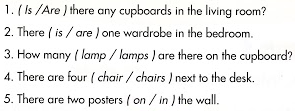 1. ( Is /Are ) there any cupboards in the living room?
2. There ( is / are ) one wardrobe in the bedroom.
3. How many ( lamp / lamps ) are there on the cupboard?
4. There are four ( chair / chairs ) next to the desk.
5. There are two posters ( on / in ) the wall.